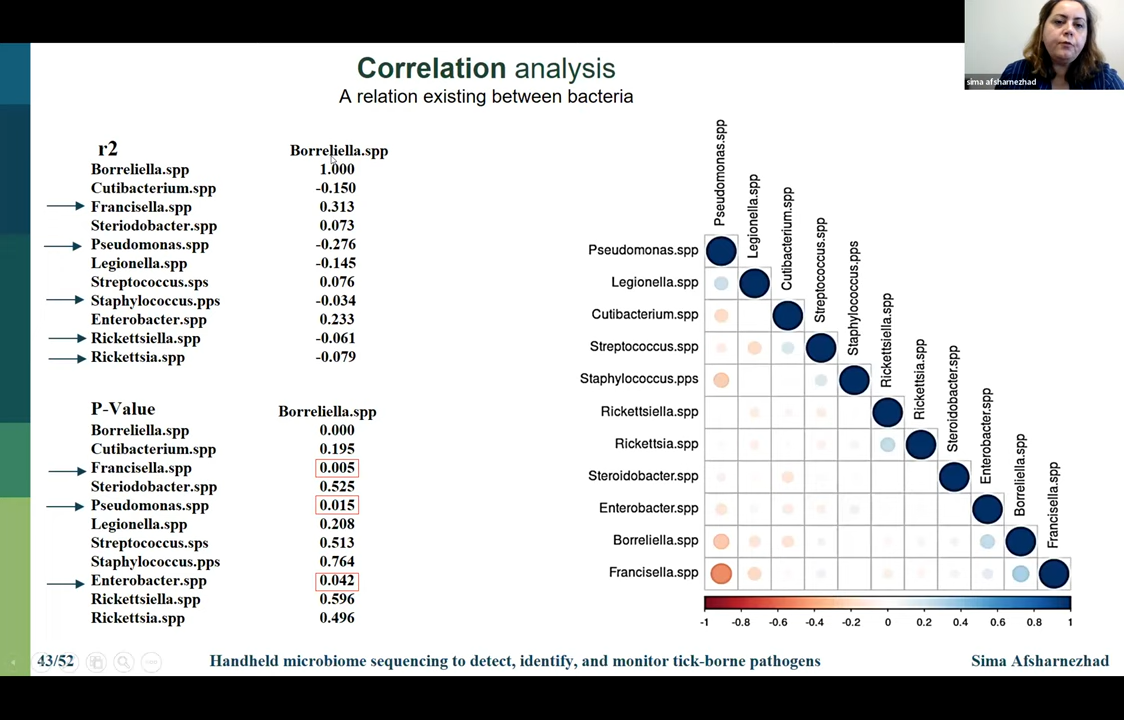 sima afsharnezhad
Correlation analysis
A relation existing between bacteria
r2 Borreliella.spp
Borreliella.spp 1.000
Cutibacterium.spp -0.150
Francisella.spp 0.313
Steriodobacter.spp 0.073
Pseudomonas.spp -0.276
Legionella.spp -0.145
Streptococcus.sps 0.076
Staphylococcus.pps -0.034
Enterobacter.spp 0.233
Rickettsiella.spp -0.061
Rickettsia.spp -0.079
P-Value Borreliella.spp
Borreliella.spp 0.000
Cutibacterium.spp 0.195
Francisella.spp 0.005
Steriodobacter.spp 0.525
Pseudomonas.spp 0.015
Legionella.spp 0.208
Streptococcus.sps 0.513
Staphylococcus.pps 0.764
Enterobacter.spp 0.042
Rickettsiella.spp 0.596
Rickettsia.spp 0.496
Pseudomonas.spp
Legionella.spp
Cutibacterium.spp
Streptococcus.spp
Staphylococcus.pps
Rickettsiella.spp
Rickettsia.spp
Steroidobacter.spp
Enterobacter.spp
Borreliella.spp
Francisella.spp
Pseudomonas.spp
Legionella.spp
Cutibacterium.spp
Streptococcus.spp
Staphylococcus.pps
Rickettsiella.spp
Rickettsia.spp
Steroidobacter.spp
Enterobacter.spp
Borreliella.spp
Francisella.spp
-1 -0.8 -0.6 -0.4 -0.2 0 0.2 0.4 0.6 0.8 1
43/52 Handheld microbiome sequencing to detect, identify, and monitor tick-borne pathogens Sima Afsharnezhad